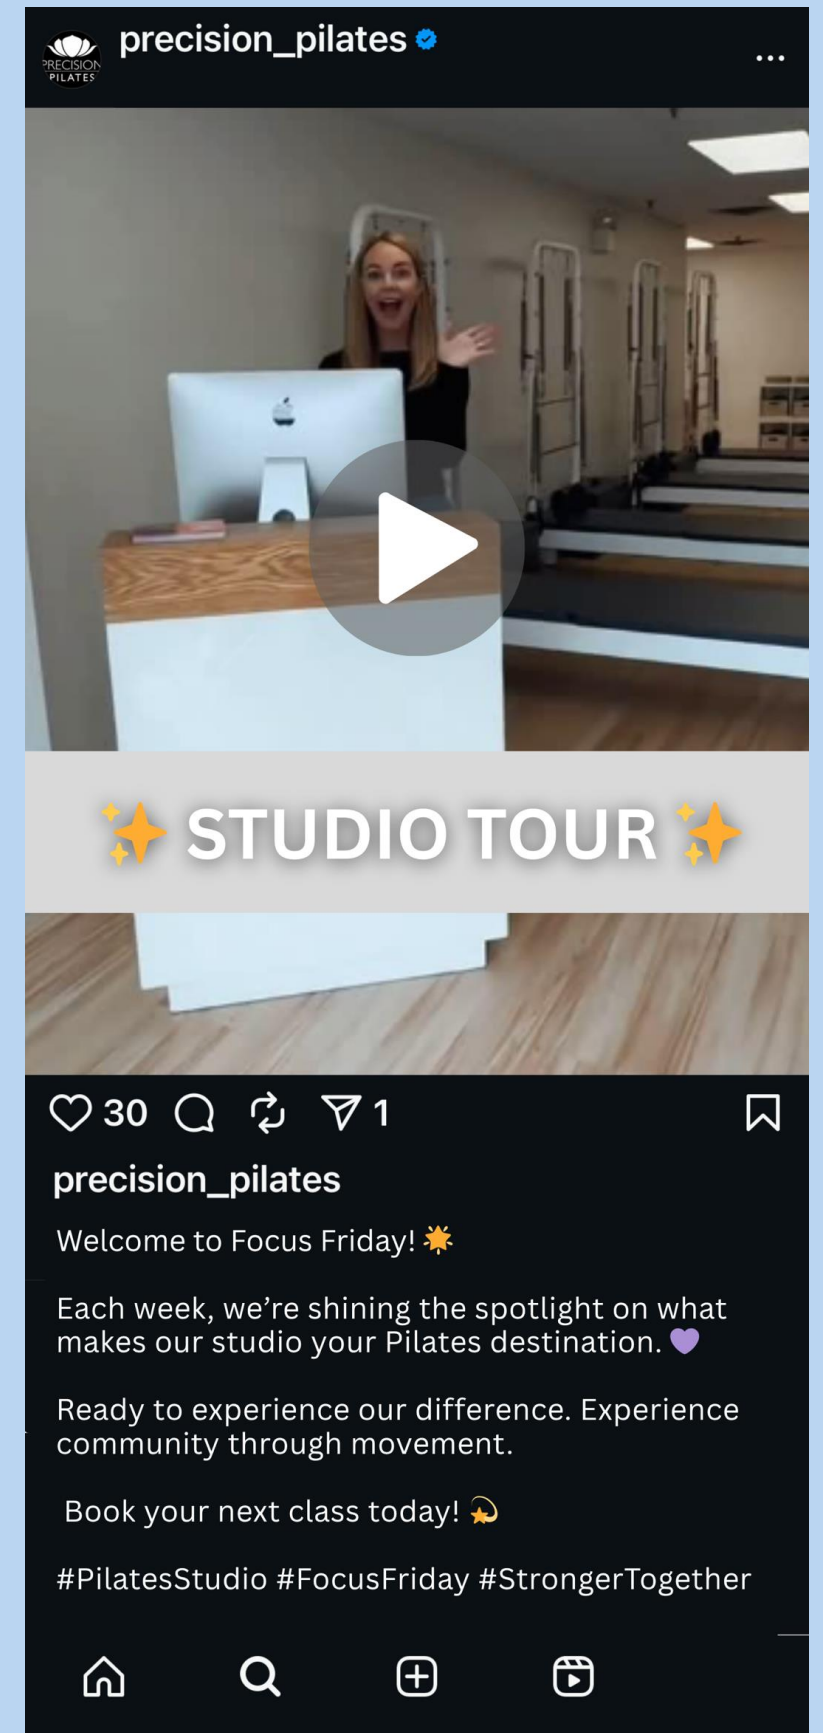 precision_pilates
PRECISION
PILATES
✨ STUDIO TOUR ✨
30
1
precision_pilates
Welcome to Focus Friday! 🌟
Each week, we’re shining the spotlight on what
makes our studio your Pilates destination. 💜
Ready to experience our difference. Experience
community through movement.
Book your next class today! 💫
#PilatesStudio #FocusFriday #StrongerTogether